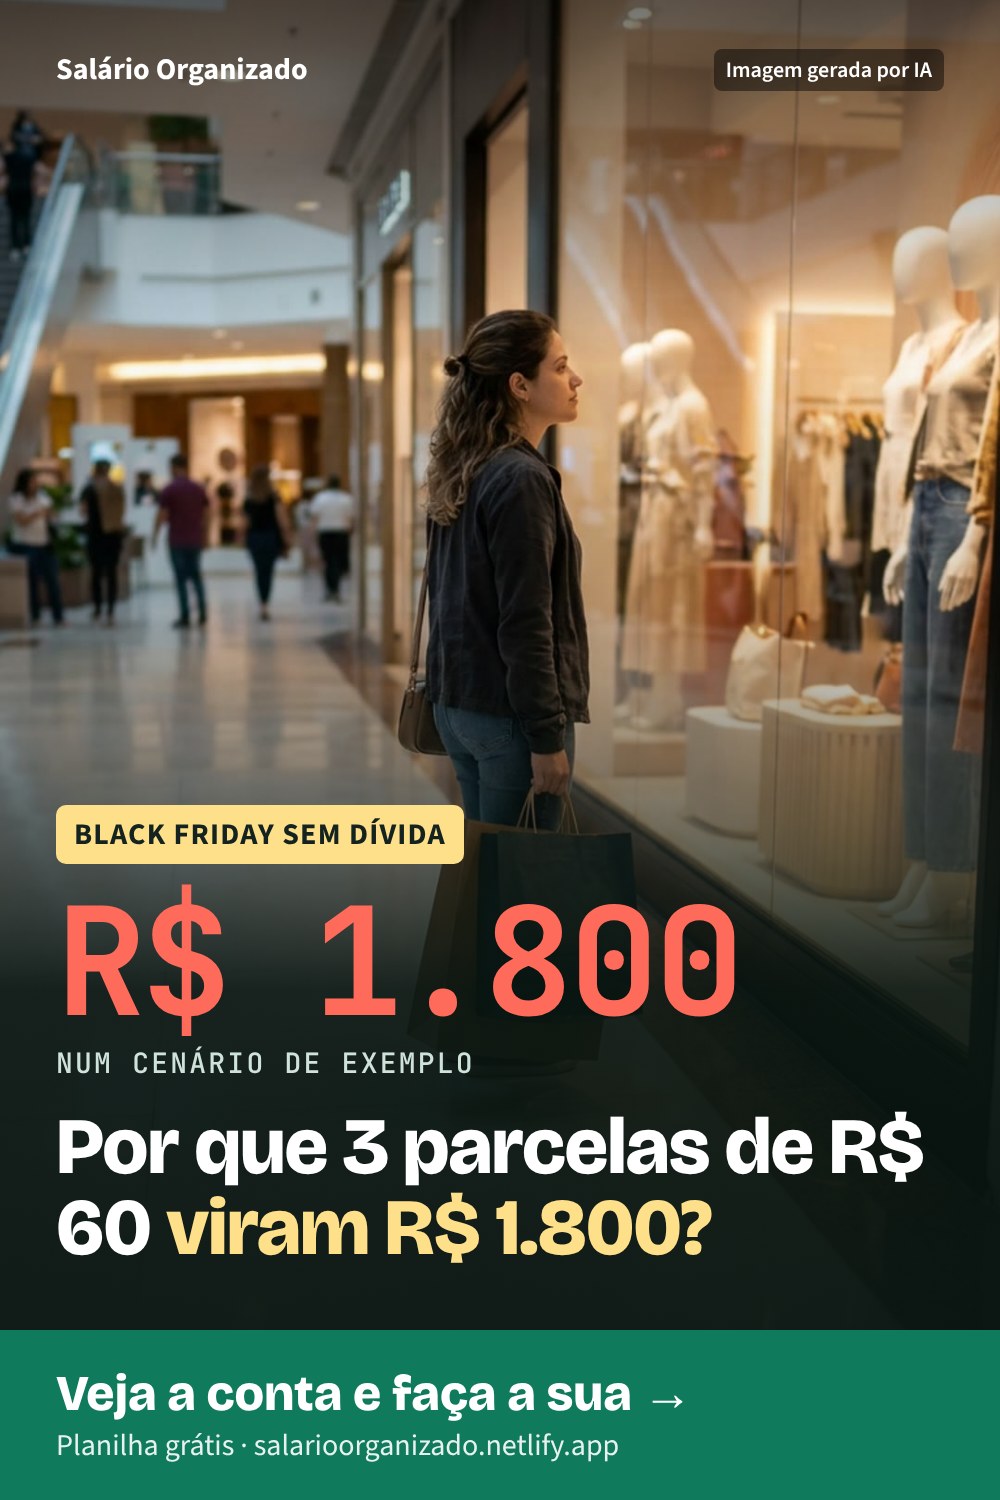 Salário Organizado
Imagem gerada por IA
BLACK FRIDAY SEM DÍVIDA
R$ 1.800
NUM CENÁRIO DE EXEMPLO
Por que 3 parcelas de R$
60 viram R$ 1.800?
Veja a conta e faça a sua →
Planilha grátis · salarioorganizado.netlify.app